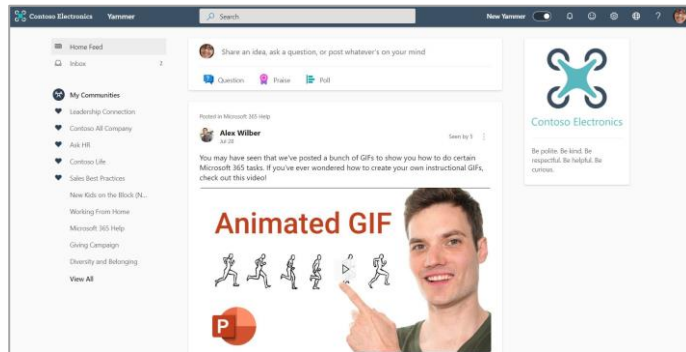 Contoso Electronics Yammer
Search
New Yammer
?
Home Feed
Inbox 2
My Communities
Leadership Connection
Contoso All Company
Ask HR
Contoso Life
Sales Best Practices
New Kids on the Block (N...
Working From Home
Microsoft 365 Help
Giving Campaign
Diversity and Belonging
View All
Share an idea, ask a question, or post whatever's on your mind
Question Praise Poll
Posted in Microsoft 365 Help
Alex Wilber
Jul 28
Seen by 5
You may have seen that we've posted a bunch of GIFs to show you how to do certain
Microsoft 365 tasks. If you've ever wondered how to create your own instructional GIFs,
check out this video!
Animated GIF
P
Contoso Electronics
Be polite. Be kind. Be
respectful. Be helpful. Be
curious.